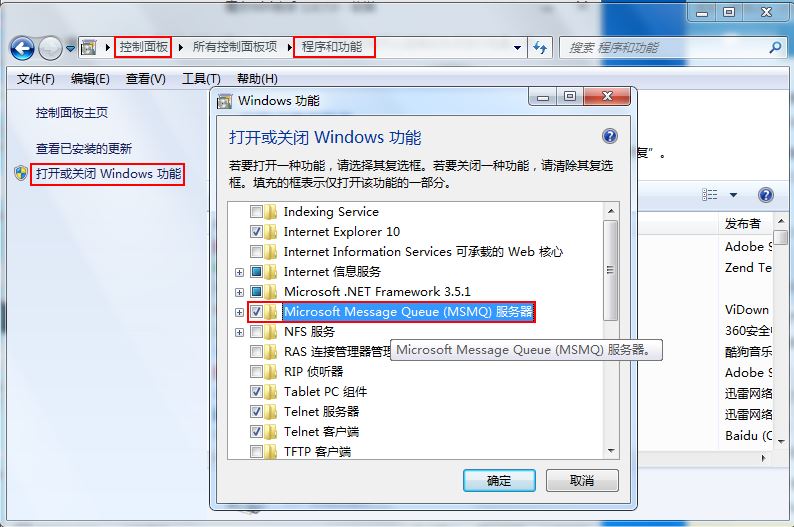 控制面板
所有控制面板项
程序和功能
搜索 程序和功能
文件(F)
编辑(E)
查看(V)
工具(T)
帮助(H)
控制面板主页
查看已安装的更新
打开或关闭 Windows 功能
Windows 功能
打开或关闭 Windows 功能
若要打开一种功能，请选择其复选框。若要关闭一种功能，请清除其复选
框。填充的框表示仅打开该功能的一部分。
Indexing Service
Internet Explorer 10
Internet Information Services 可承载的 Web 核心
Internet 信息服务
Microsoft .NET Framework 3.5.1
Microsoft Message Queue (MSMQ) 服务器
NFS 服务
RAS 连接管理器管理
Microsoft Message Queue (MSMQ) 服务器。
RIP 侦听器
Tablet PC 组件
Telnet 服务器
Telnet 客户端
TFTP 客户端
确定
取消
复”。
发布者
Adobe S
Zend Te
ViDown
360安全中
酷狗音乐
Adobe S
迅雷网络
迅雷网络
Baidu (C